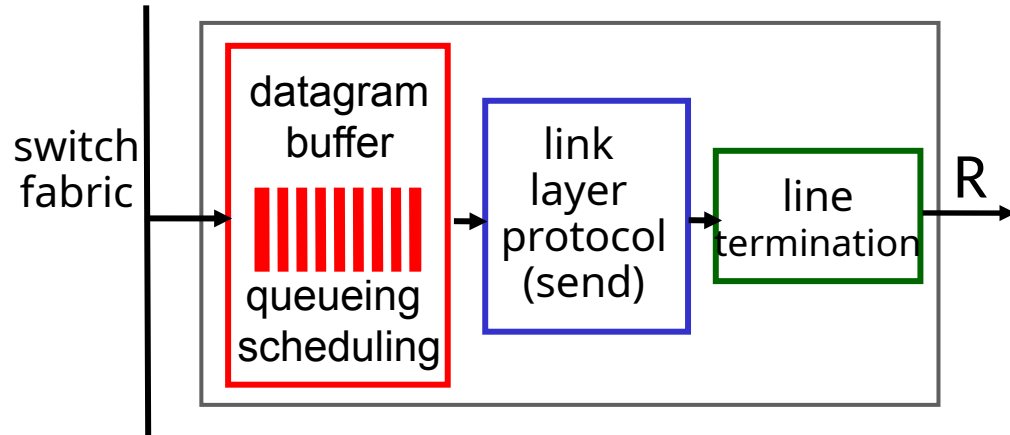 switch
fabric
datagram
buffer
queueing
scheduling
link
layer
protocol
(send)
line
termination
R